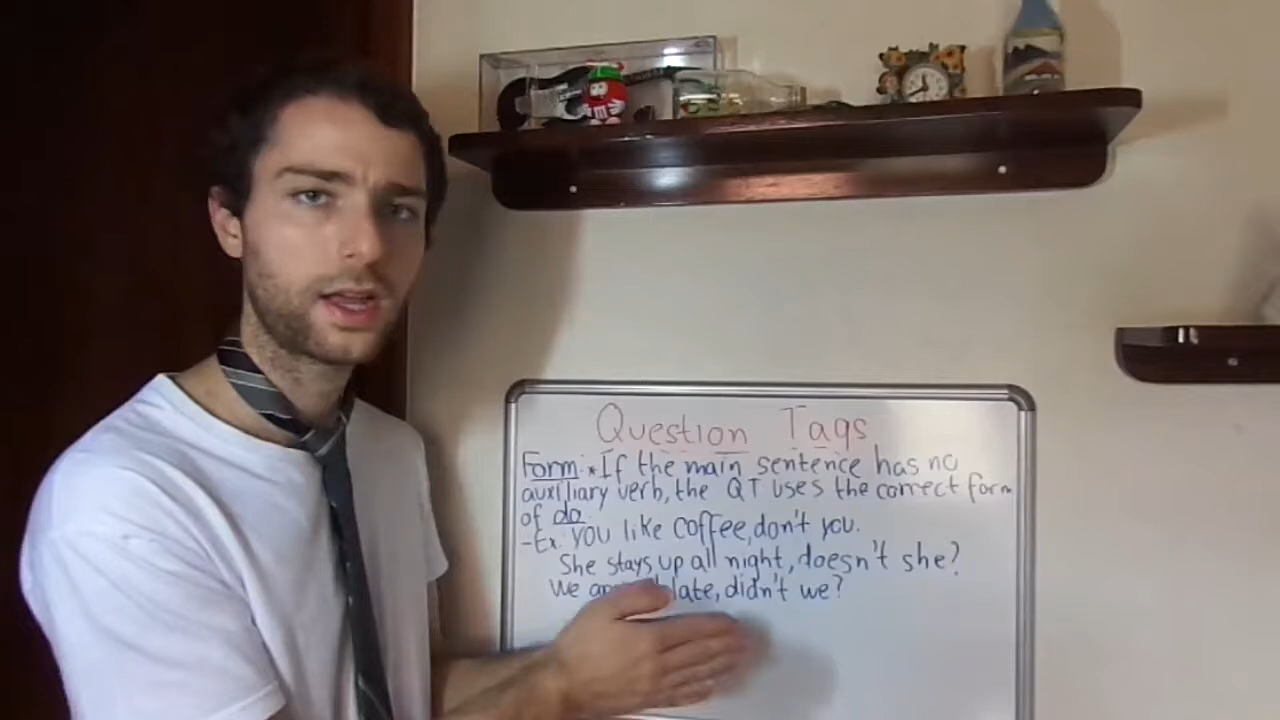 Question Tags
Form: *If the main sentence has no
auxiliary verb, the QT uses the correct form
of do.
-Ex. You like coffee, don't you.
She stays up all night, doesn't she?
We late, didn't we?